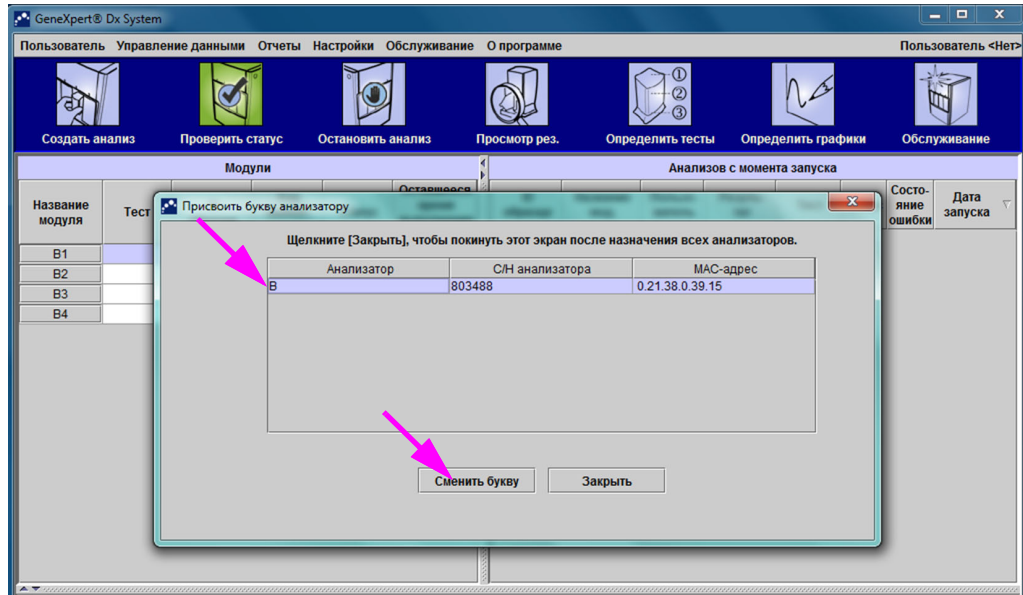 GeneXpert® Dx System
Пользователь Управление данными Отчеты Настройки Обслуживание О программе Пользователь <Нет>
Создать анализ Проверить статус Остановить анализ Просмотр рез. Определить тесты Определить графики Обслуживание
Модули
Анализов с момента запуска
Название модуля
Тест
Оставшееся
Состо-
яние
ошибки
Дата
запуска
B1
B2
B3
B4
Присвоить букву анализатору
Щелкните [Закрыть], чтобы покинуть этот экран после назначения всех анализаторов.
Анализатор С/Н анализатора MAC-адрес
B 803488 0.21.38.0.39.15
Сменить букву Закрыть